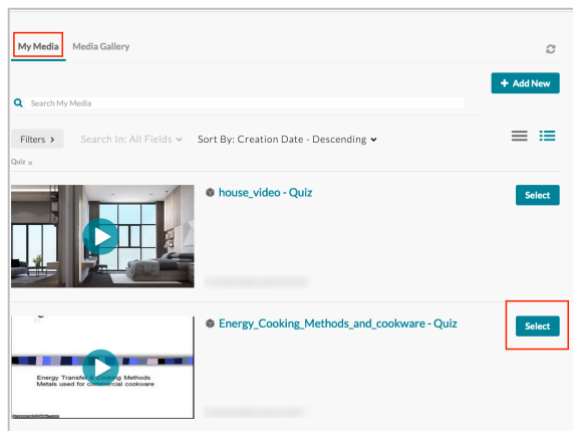 My Media Media Gallery
+ Add New
Search My Media
Filters > Search In: All Fields Sort By: Creation Date - Descending
Quiz x
house_video - Quiz
Select
Energy_Cooking_Methods_and_cookware - Quiz
Select
Energy Transfer & Cooking Methods
Metals used for commercial cookware